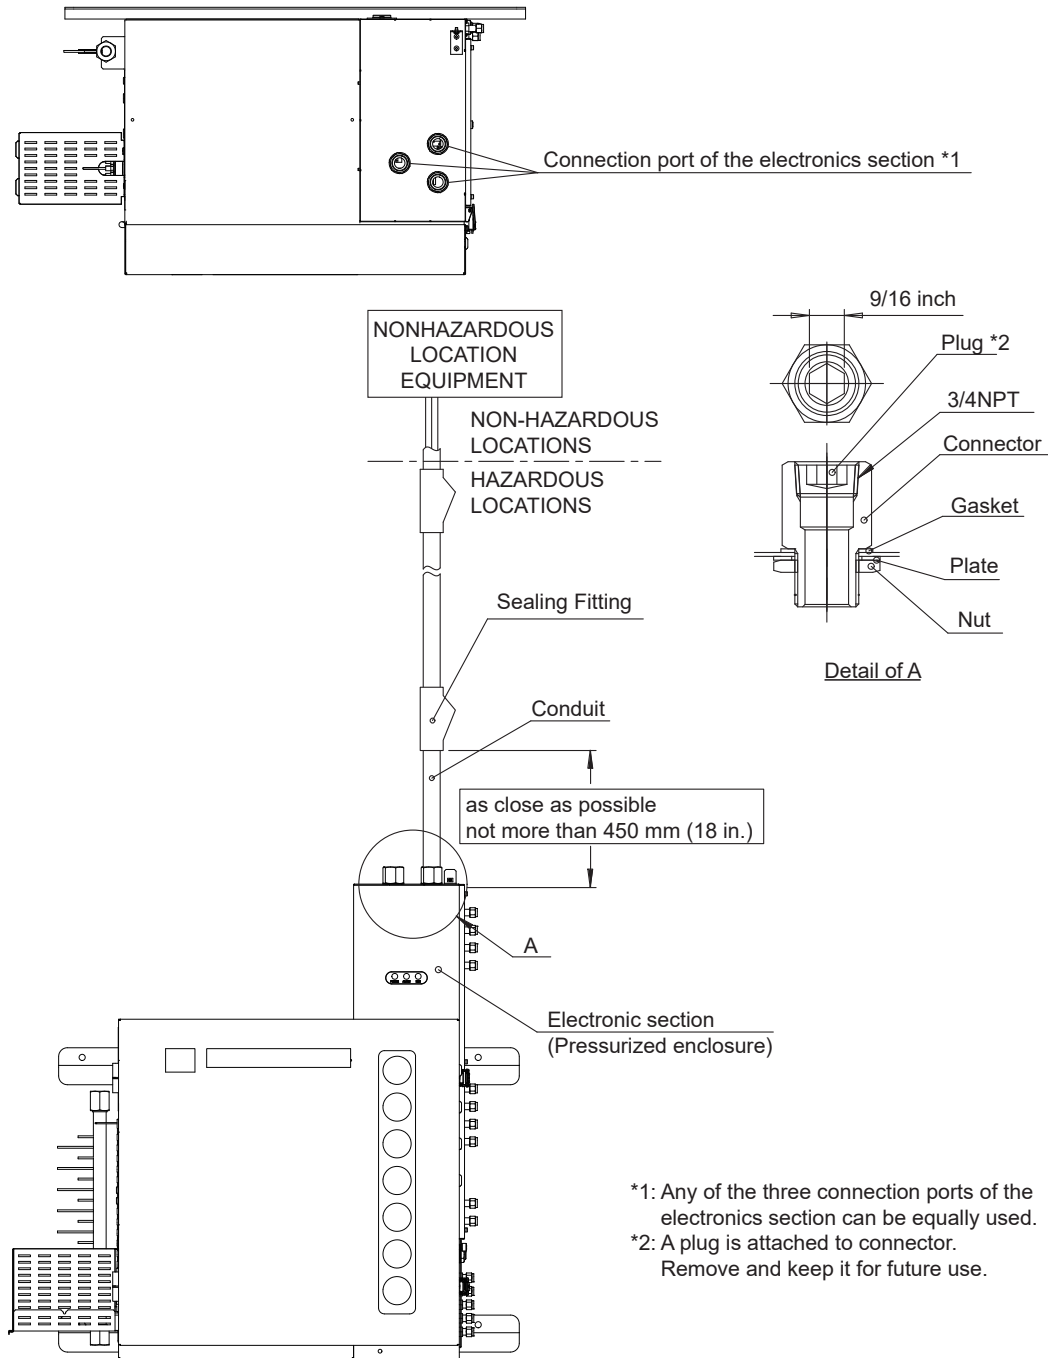 Connection port of the electronics section *1
NONHAZARDOUS
LOCATION
EQUIPMENT
NON-HAZARDOUS
LOCATIONS
HAZARDOUS
LOCATIONS
Sealing Fitting
Conduit
as close as possible
not more than 450 mm (18 in.)
A
Electronic section
(Pressurized enclosure)
9/16 inch
Plug *2
3/4NPT
Connector
Gasket
Plate
Nut
Detail of A
*1: Any of the three connection ports of the
electronics section can be equally used.
*2: A plug is attached to connector.
Remove and keep it for future use.